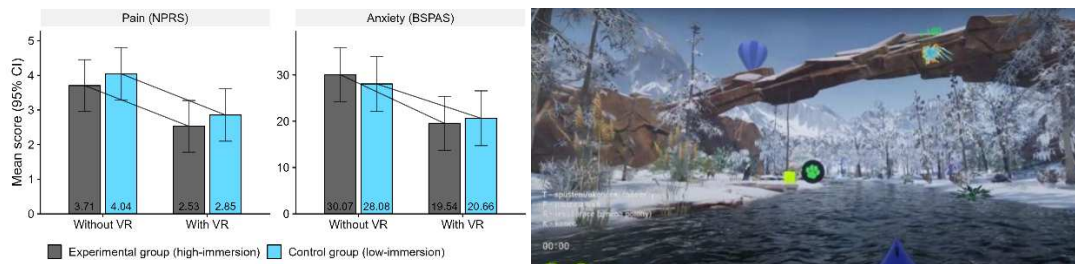 Pain (NPRS)
Anxiety (BSPAS)
Mean score (95% CI)
5
4
3
2
1
0
3.71
4.04
2.53
2.85
Without VR
With VR
30
20
10
0
30.07
28.08
19.54
20.66
Without VR
With VR
Experimental group (high-immersion)
Control group (low-immersion)
00:00